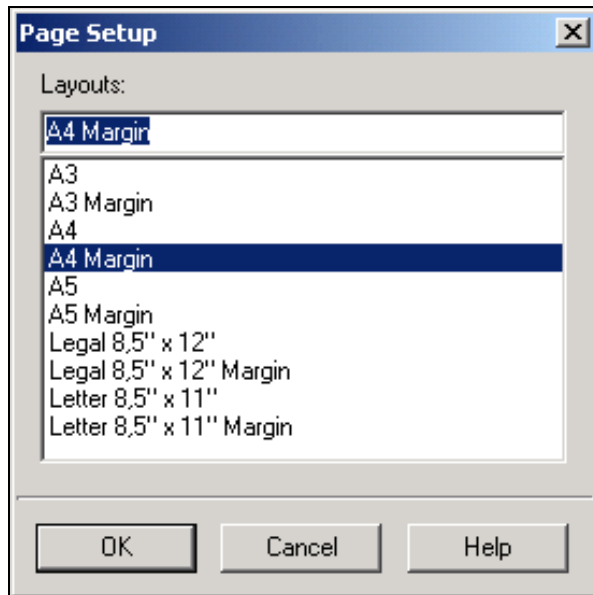 Page Setup
Layouts:
A4 Margin
A3
A3 Margin
A4
A4 Margin
A5
A5 Margin
Legal 8,5" x 12"
Legal 8,5" x 12" Margin
Letter 8,5" x 11"
Letter 8,5" x 11" Margin
OK Cancel Help